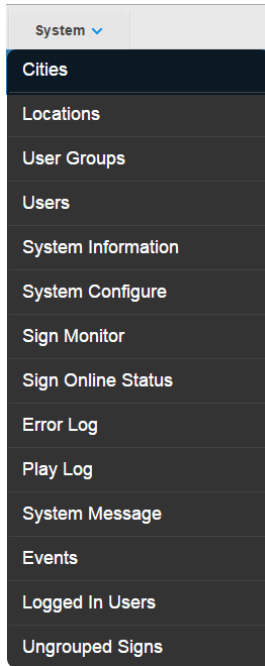 System
Cities
Locations
User Groups
Users
System Information
System Configure
Sign Monitor
Sign Online Status
Error Log
Play Log
System Message
Events
Logged In Users
Ungrouped Signs